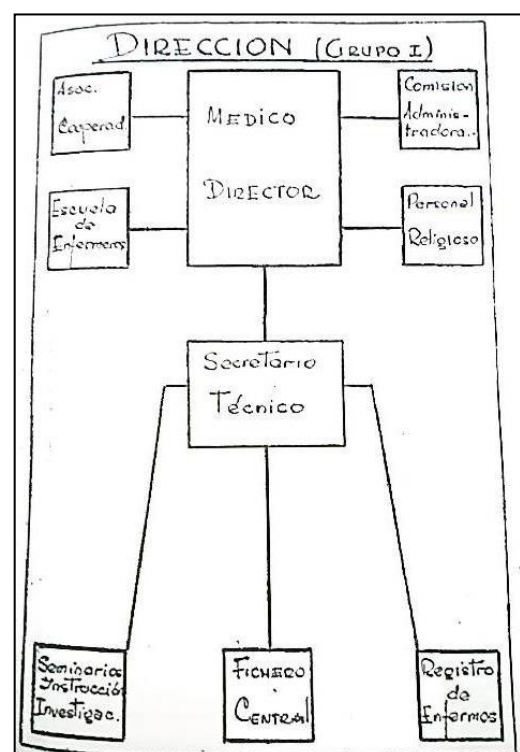 DIRECCION (GRUPO I)
Asoc.
Cooperad.
MEDICO
DIRECTOR
Comision
Adminis-
tradora.
Escuela
de
Enfermeros
Personal
Religioso
Secretário
Técnico
Seminarios
Instrucción
Investigac.
FICHERO
CENTRAL
Registro
de
Enfermos